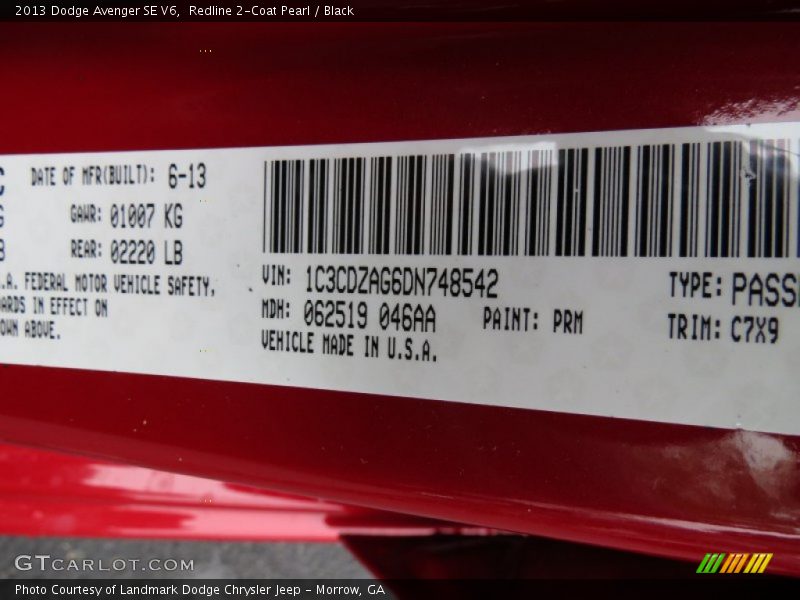 2013 Dodge Avenger SE V6,  Redline 2-Coat Pearl / Black
DATE OF MFR(BUILT): 6-13
GAWR: 01007 KG
REAR: 02220 LB
.A. FEDERAL MOTOR VEHICLE SAFETY,
ARDS IN EFFECT ON
OWN ABOVE.
VIN: 1C3CDZAG6DN748542
MDH: 062519 046AA
PAINT: PRM
VEHICLE MADE IN U.S.A.
TYPE: PASS
TRIM: C7X9
GTCARLOT.COM
Photo Courtesy of Landmark Dodge Chrysler Jeep - Morrow, GA